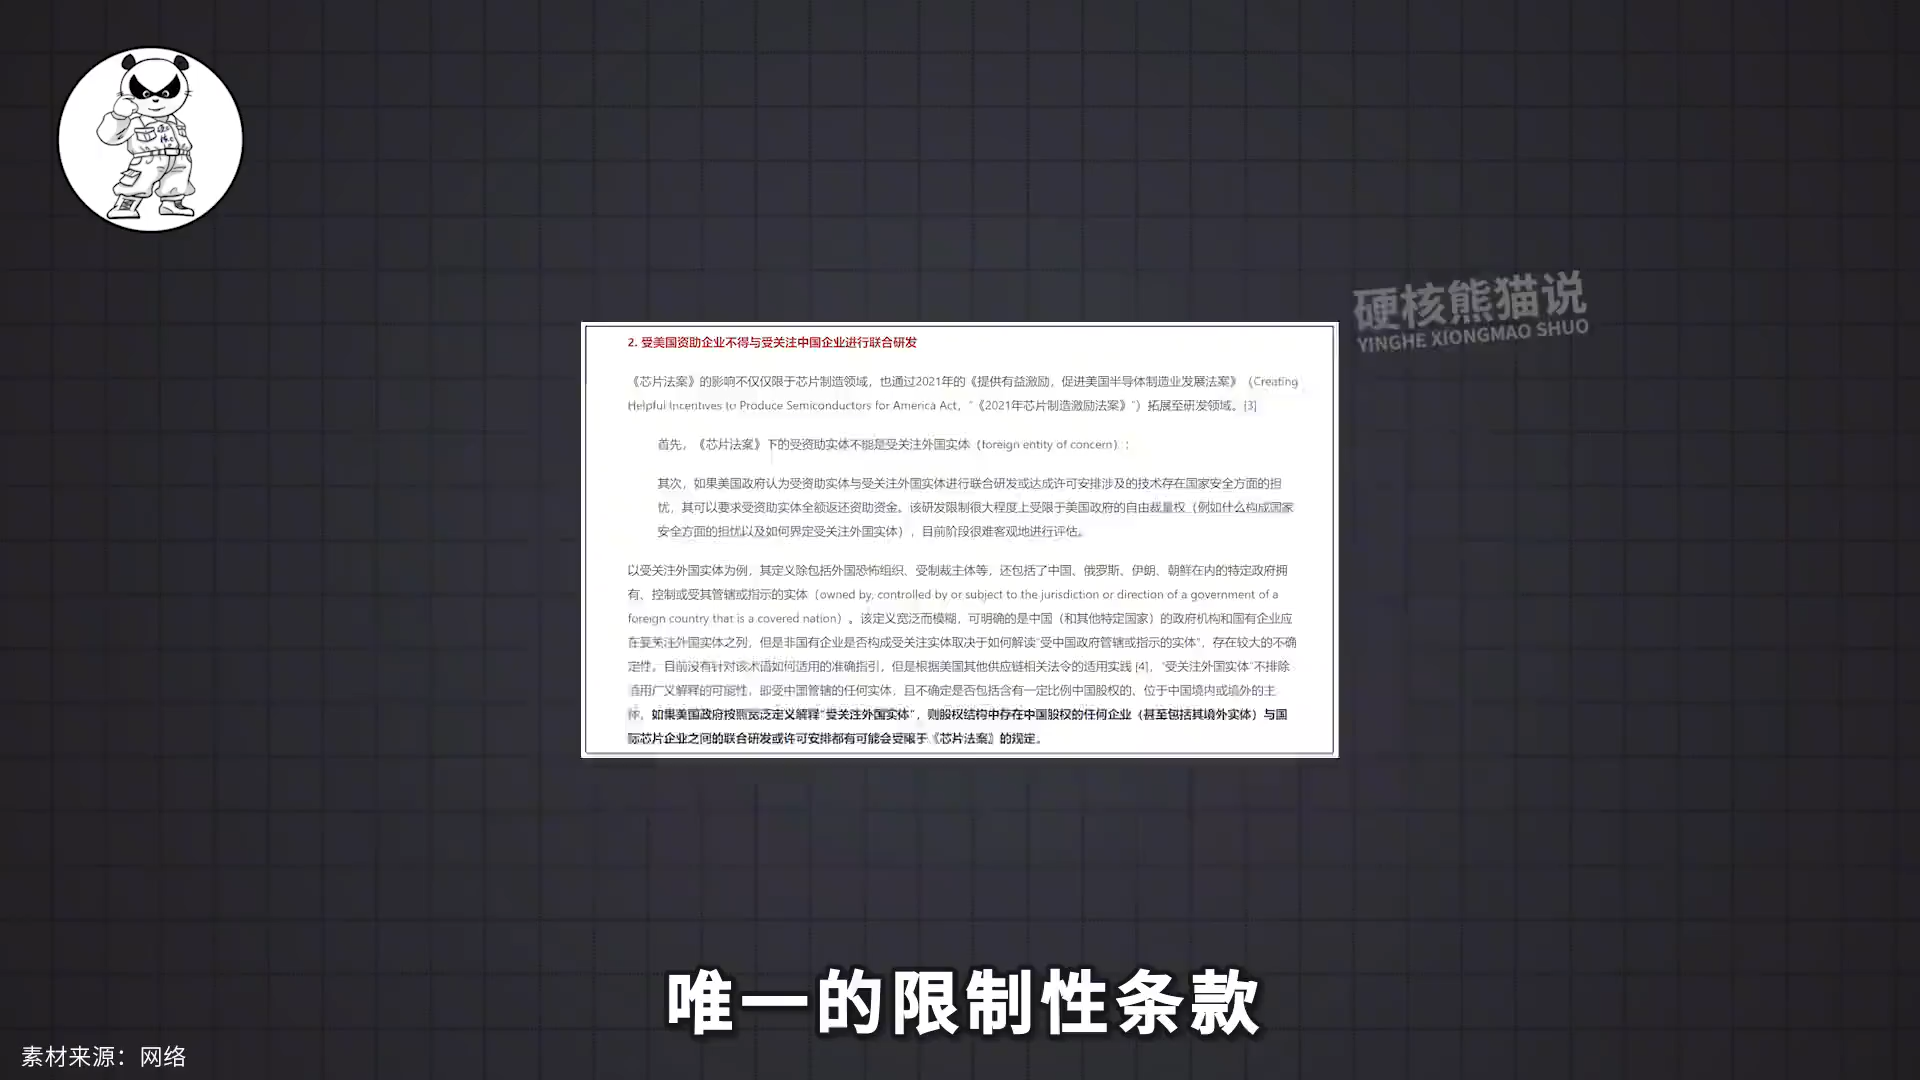 硬核熊猫说
YINGHE XIONGMAO SHUO
2. 受美国资助企业不得与受关注中国企业进行联合研发
《芯片法案》的影响不仅仅限于芯片制造领域，也通过2021年的《提供有益激励，促进美国半导体制造业发展法案》（Creating
Helpful Incentives to Produce Semiconductors for America Act，“《2021年芯片制造激励法案》”）拓展至研发领域。[3]
首先，《芯片法案》下的受资助实体不能是受关注外国实体（foreign entity of concern）；
其次，如果美国政府认为受资助实体与受关注外国实体进行联合研发或达成许可安排涉及的技术存在国家安全方面的担
忧，其可以要求受资助实体全额返还资助资金。该研发限制很大程度上受限于美国政府的自由裁量权（例如什么构成国家
安全方面的担忧以及如何界定受关注外国实体），目前阶段很难客观地进行评估。
以受关注外国实体为例，其定义除包括外国恐怖组织、受制裁主体等，还包括了中国、俄罗斯、伊朗、朝鲜在内的特定政府拥
有、控制或受其管辖或指示的实体（owned by, controlled by or subject to the jurisdiction or direction of a government of a
foreign country that is a covered nation）。该定义宽泛而模糊，可明确的是中国（和其他特定国家）的政府机构和国有企业应
在受关注外国实体之列，但是非国有企业是否构成受关注实体取决于如何解读“受中国政府管辖或指示的实体”，存在较大的不确
定性。目前没有针对该术语如何适用的准确指引，但是根据美国其他供应链相关法令的适用实践 [4]，“受关注外国实体”不排除
适用广义解释的可能性，即受中国管辖的任何实体，且不确定是否包括含有一定比例中国股权的、位于中国境内或境外的主
体，如果美国政府按照宽泛定义解释“受关注外国实体”，则股权结构中存在中国股权的任何企业（甚至包括其境外实体）与国
际芯片企业之间的联合研发或许可安排都有可能会受限于《芯片法案》的规定。
唯一的限制性条款
素材来源：网络